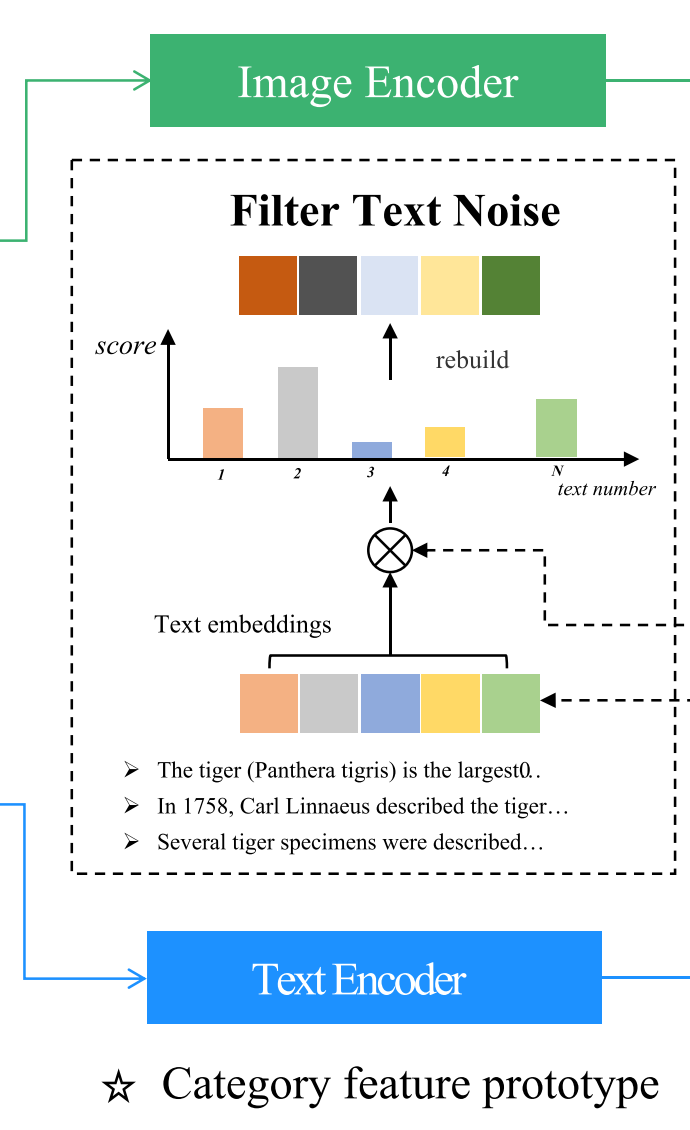 Image Encoder
Filter Text Noise
score
rebuild
1 2 3 4 N
text number
Text embeddings
➢ The tiger (Panthera tigris) is the largest0..
➢ In 1758, Carl Linnaeus described the tiger…
➢ Several tiger specimens were described…
Text Encoder
☆ Category feature prototype